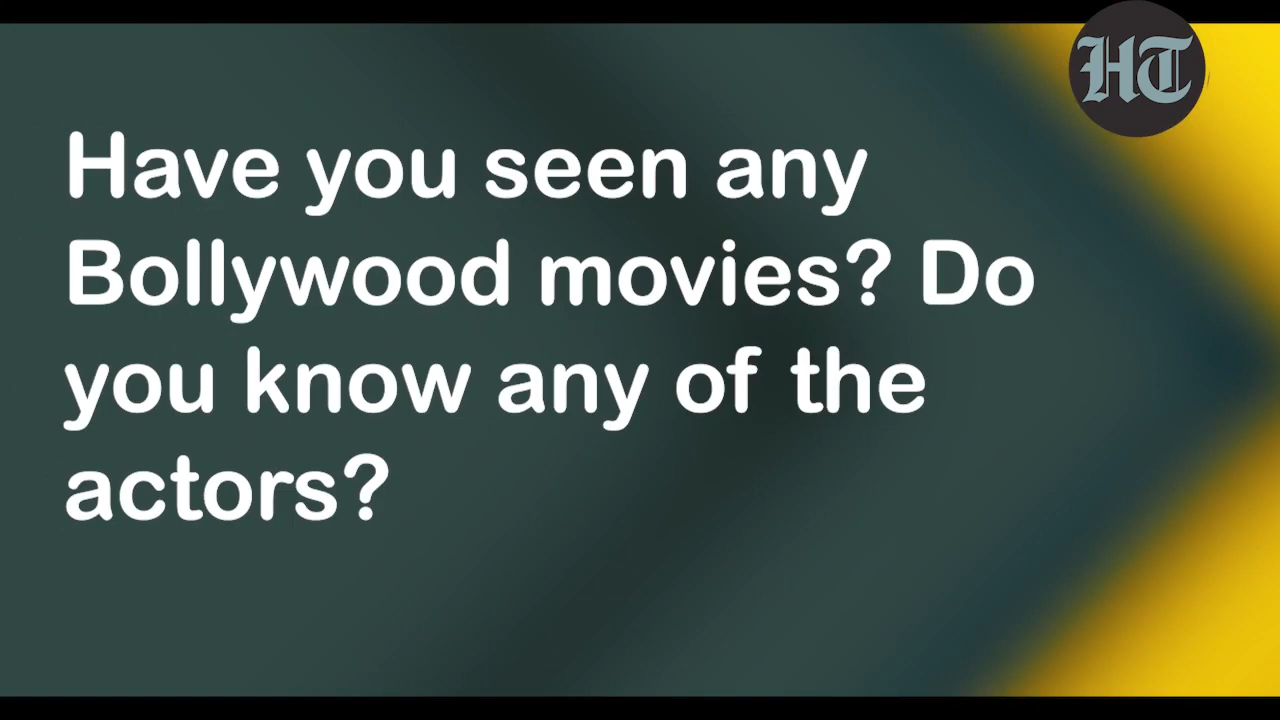 HT
Have you seen any
Bollywood movies? Do
you know any of the
actors?